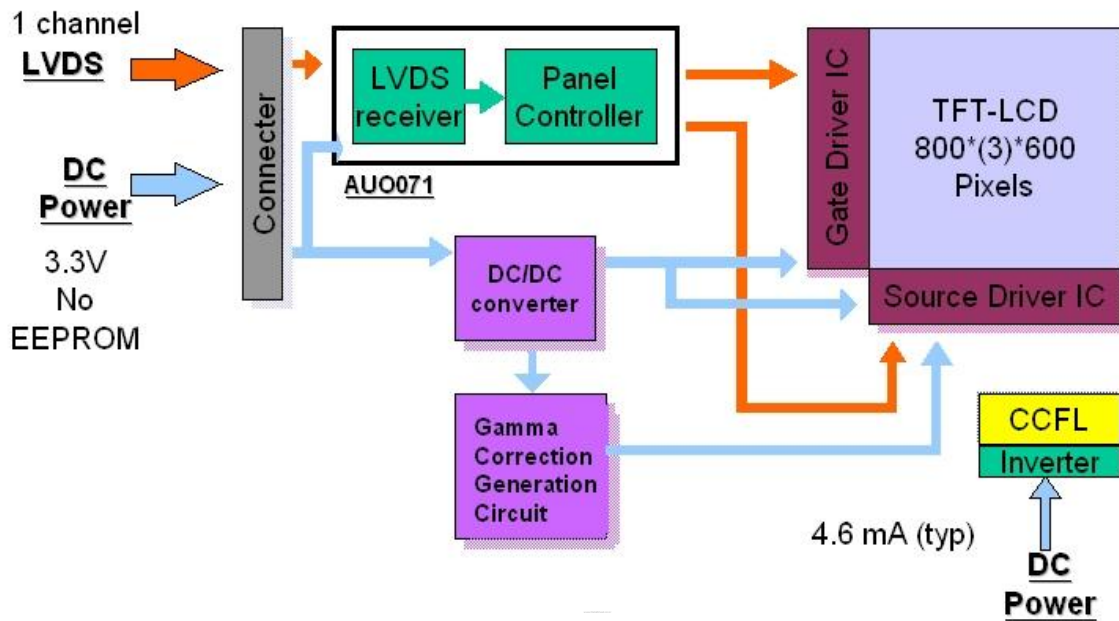 1 channel
LVDS
DC
Power
3.3V
No
EEPROM
Connecter
LVDS
receiver
Panel
Controller
AUO071
DC/DC
converter
Gamma
Correction
Generation
Circuit
Gate Driver IC
TFT-LCD
800*(3)*600
Pixels
Source Driver IC
CCFL
Inverter
4.6 mA (typ)
DC
Power